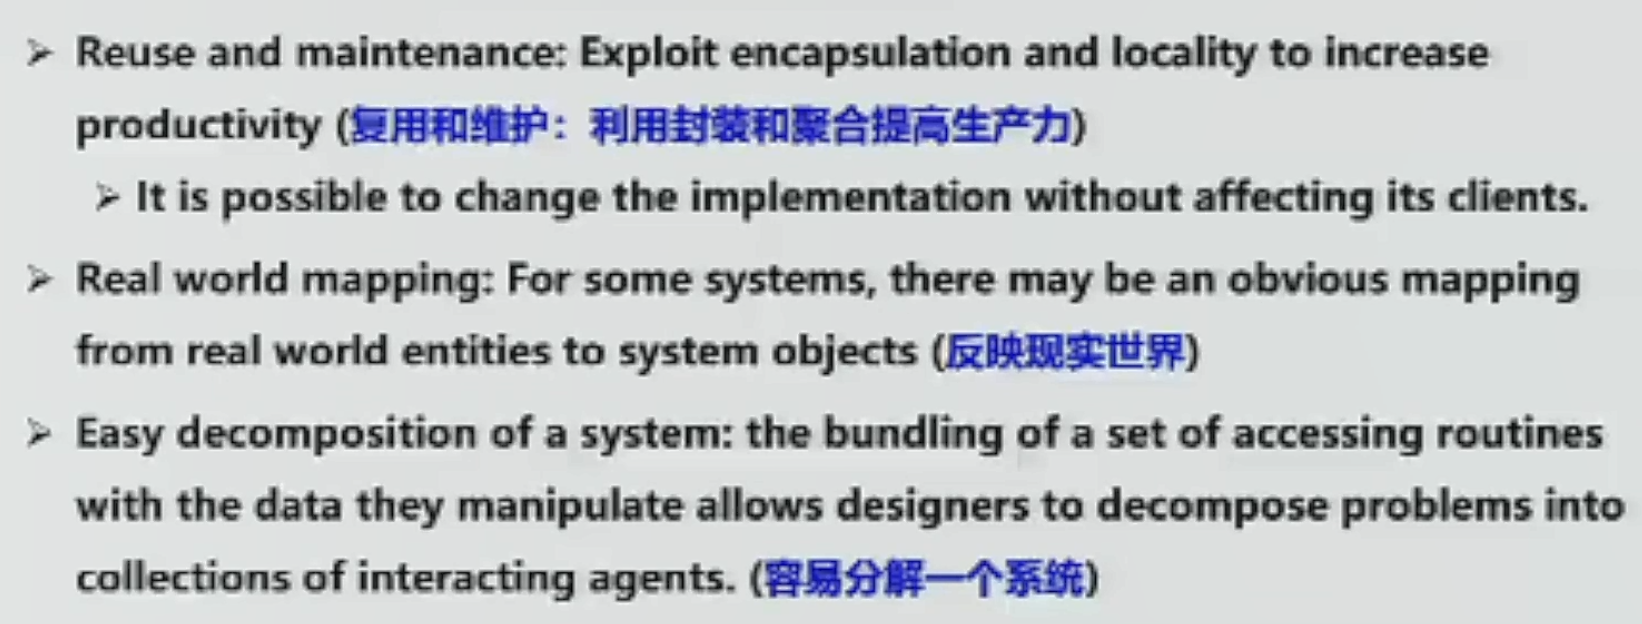 ➢ Reuse and maintenance: Exploit encapsulation and locality to increase
productivity (复用和维护：利用封装和聚合提高生产力)
➢ It is possible to change the implementation without affecting its clients.
➢ Real world mapping: For some systems, there may be an obvious mapping
from real world entities to system objects (反映现实世界)
➢ Easy decomposition of a system: the bundling of a set of accessing routines
with the data they manipulate allows designers to decompose problems into
collections of interacting agents. (容易分解一个系统)